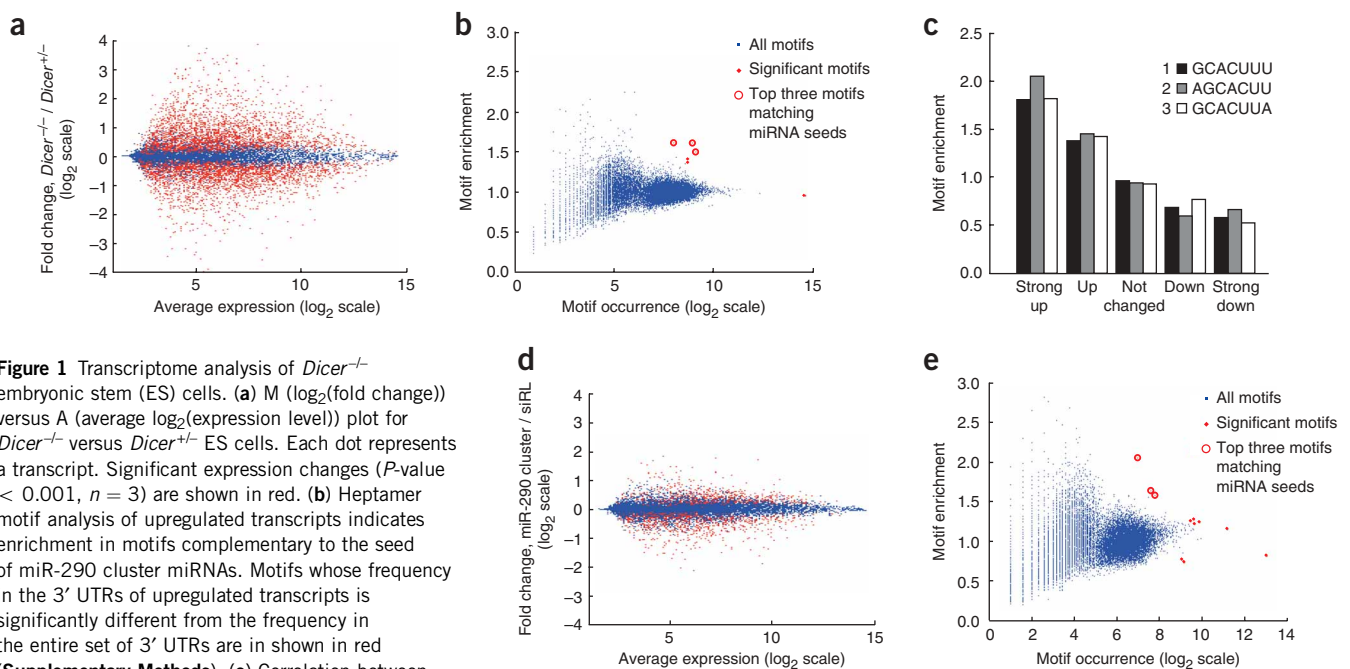 a
Fold change, Dicer–/– / Dicer+/–
(log2 scale)
4
3
2
1
0
–1
–2
–3
–4
5
10
15
Average expression (log2 scale)
b
Motif enrichment
3.0
2.5
2.0
1.5
1.0
0.5
0.0
0
5
10
15
Motif occurrence (log2 scale)
All motifs
Significant motifs
Top three motifs
matching
miRNA seeds
c
Motif enrichment
2.5
2.0
1.5
1.0
0.5
0.0
1 GCACUUU
2 AGCACUU
3 GCACUUA
Strong
up
Up
Not
changed
Down
Strong
down
Figure 1 Transcriptome analysis of Dicer–/–
embryonic stem (ES) cells. (a) M (log2(fold change))
versus A (average log2(expression level)) plot for
Dicer–/– versus Dicer+/– ES cells. Each dot represents
a transcript. Significant expression changes (P-value
< 0.001, n = 3) are shown in red. (b) Heptamer
motif analysis of upregulated transcripts indicates
enrichment in motifs complementary to the seed
of miR-290 cluster miRNAs. Motifs whose frequency
in the 3′ UTRs of upregulated transcripts is
significantly different from the frequency in
the entire set of 3′ UTRs are in shown in red
(Supplementary Methods). (c) Correlation between
d
Fold change, miR-290 cluster / siRL
(log2 scale)
4
3
2
1
0
–1
–2
–3
–4
5
10
15
Average expression (log2 scale)
e
Motif enrichment
3.0
2.5
2.0
1.5
1.0
0.5
0.0
0
2
4
6
8
10
12
14
Motif occurrence (log2 scale)
All motifs
Significant motifs
Top three motifs
matching
miRNA seeds